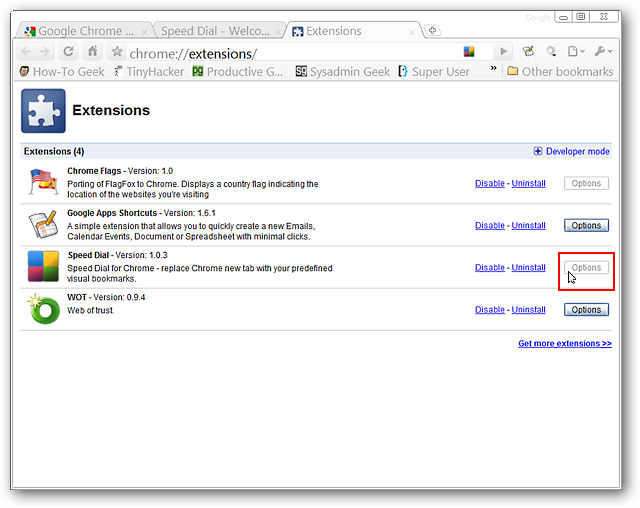 Google
Google Chrome ...
Speed Dial - Welco...
Extensions
chrome://extensions/
How-To Geek
TinyHacker
Productive G...
Sysadmin Geek
Super User
»
Other bookmarks
Extensions
Extensions (4)
Developer mode
Chrome Flags - Version: 1.0
Porting of FlagFox to Chrome. Displays a country flag indicating the
location of the websites you're visiting
Disable - Uninstall
Options
Google Apps Shortcuts - Version: 1.6.1
A simple extension that allows you to quickly create a new Emails,
Calendar Events, Document or Spreadsheet with minimal clicks.
Disable - Uninstall
Options
Speed Dial - Version: 1.0.3
Speed Dial for Chrome - replace Chrome new tab with your predefined
visual bookmarks.
Disable - Uninstall
Options
WOT - Version: 0.9.4
Web of trust.
Disable - Uninstall
Options
Get more extensions >>